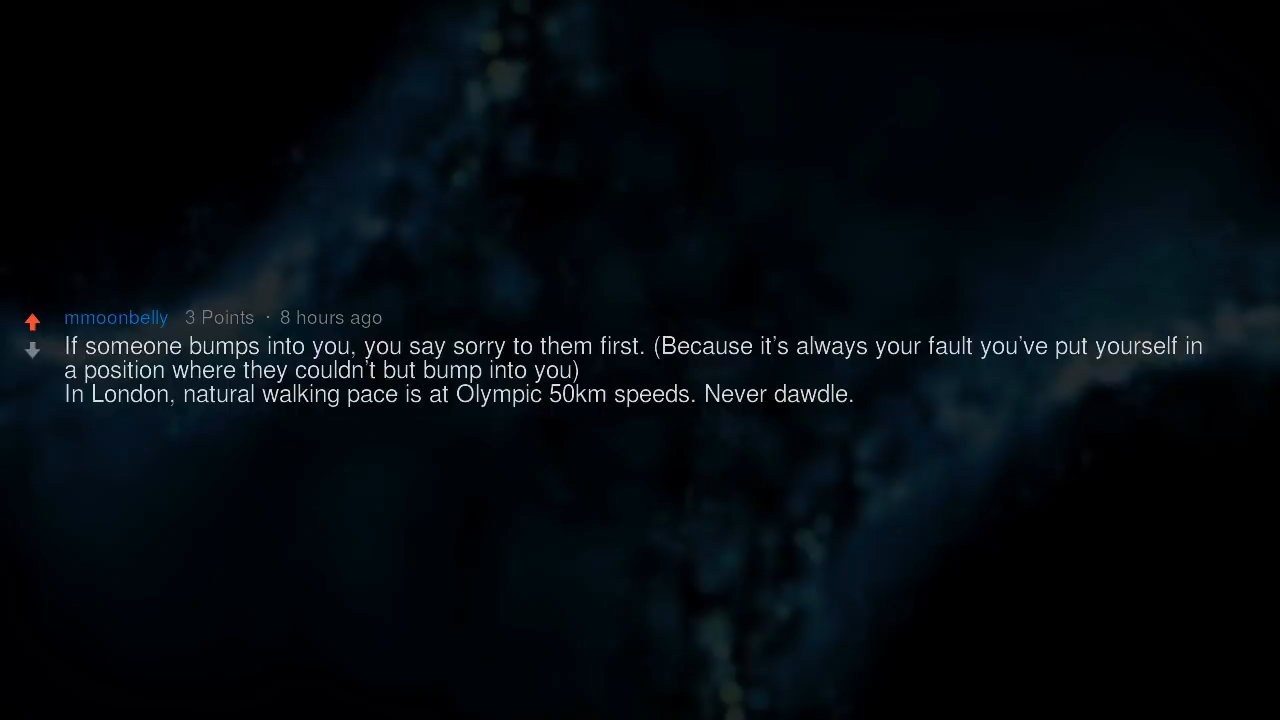 mmoonbelly 3 Points · 8 hours ago
If someone bumps into you, you say sorry to them first. (Because it's always your fault you've put yourself in
a position where they couldn't but bump into you)
In London, natural walking pace is at Olympic 50km speeds. Never dawdle.